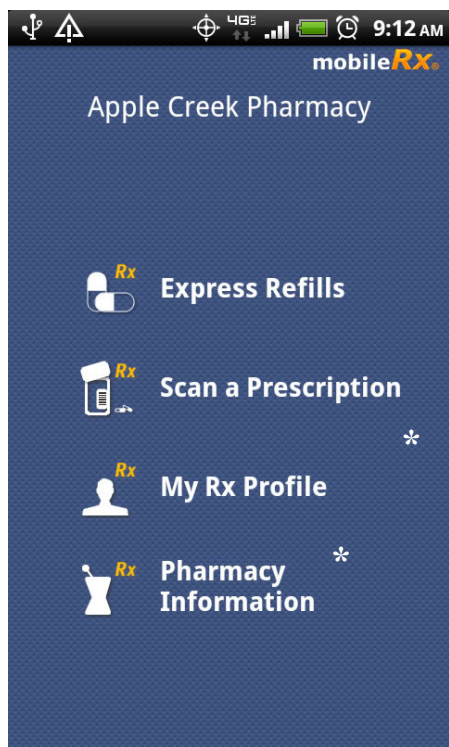 4G 9:12 AM
mobileRx®
Apple Creek Pharmacy
Rx
Express Refills
Rx
Scan a Prescription
*
Rx
My Rx Profile
*
Rx
Pharmacy
Information